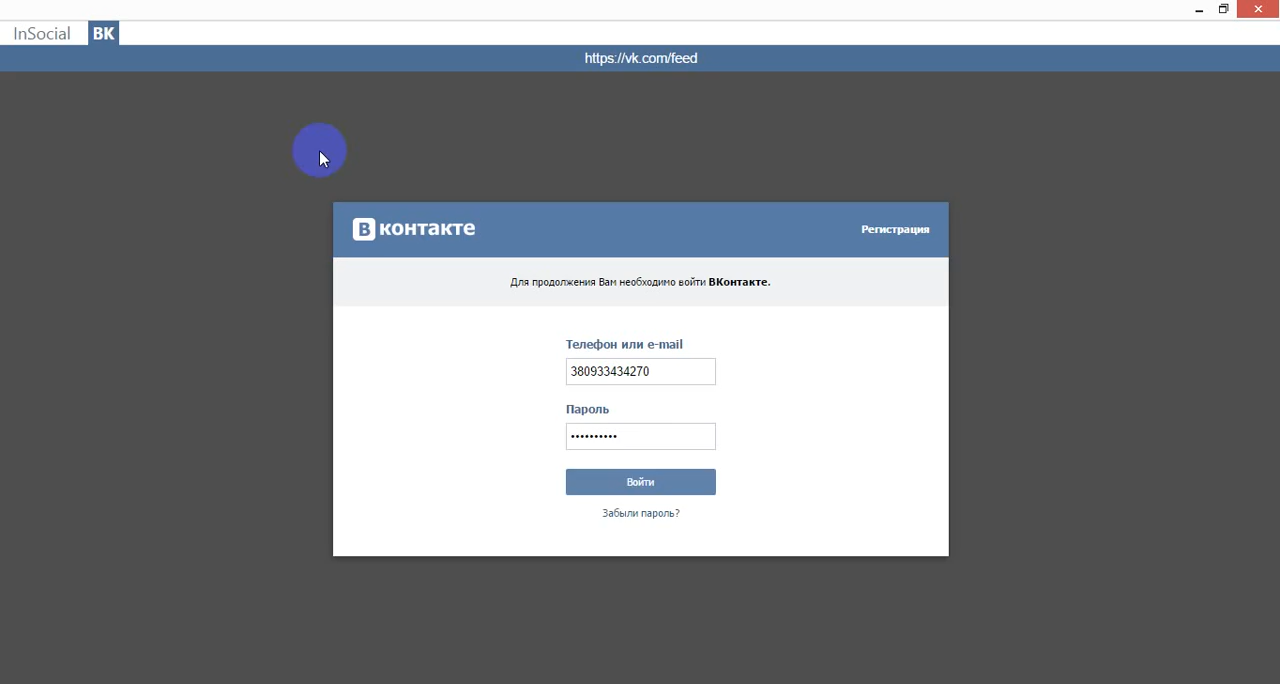 InSocial ВК
https://vk.com/feed
В контакте
Регистрация
Для продолжения Вам необходимо войти ВКонтакте.
Телефон или e-mail
380933434270
Пароль
••••••••••
Войти
Забыли пароль?